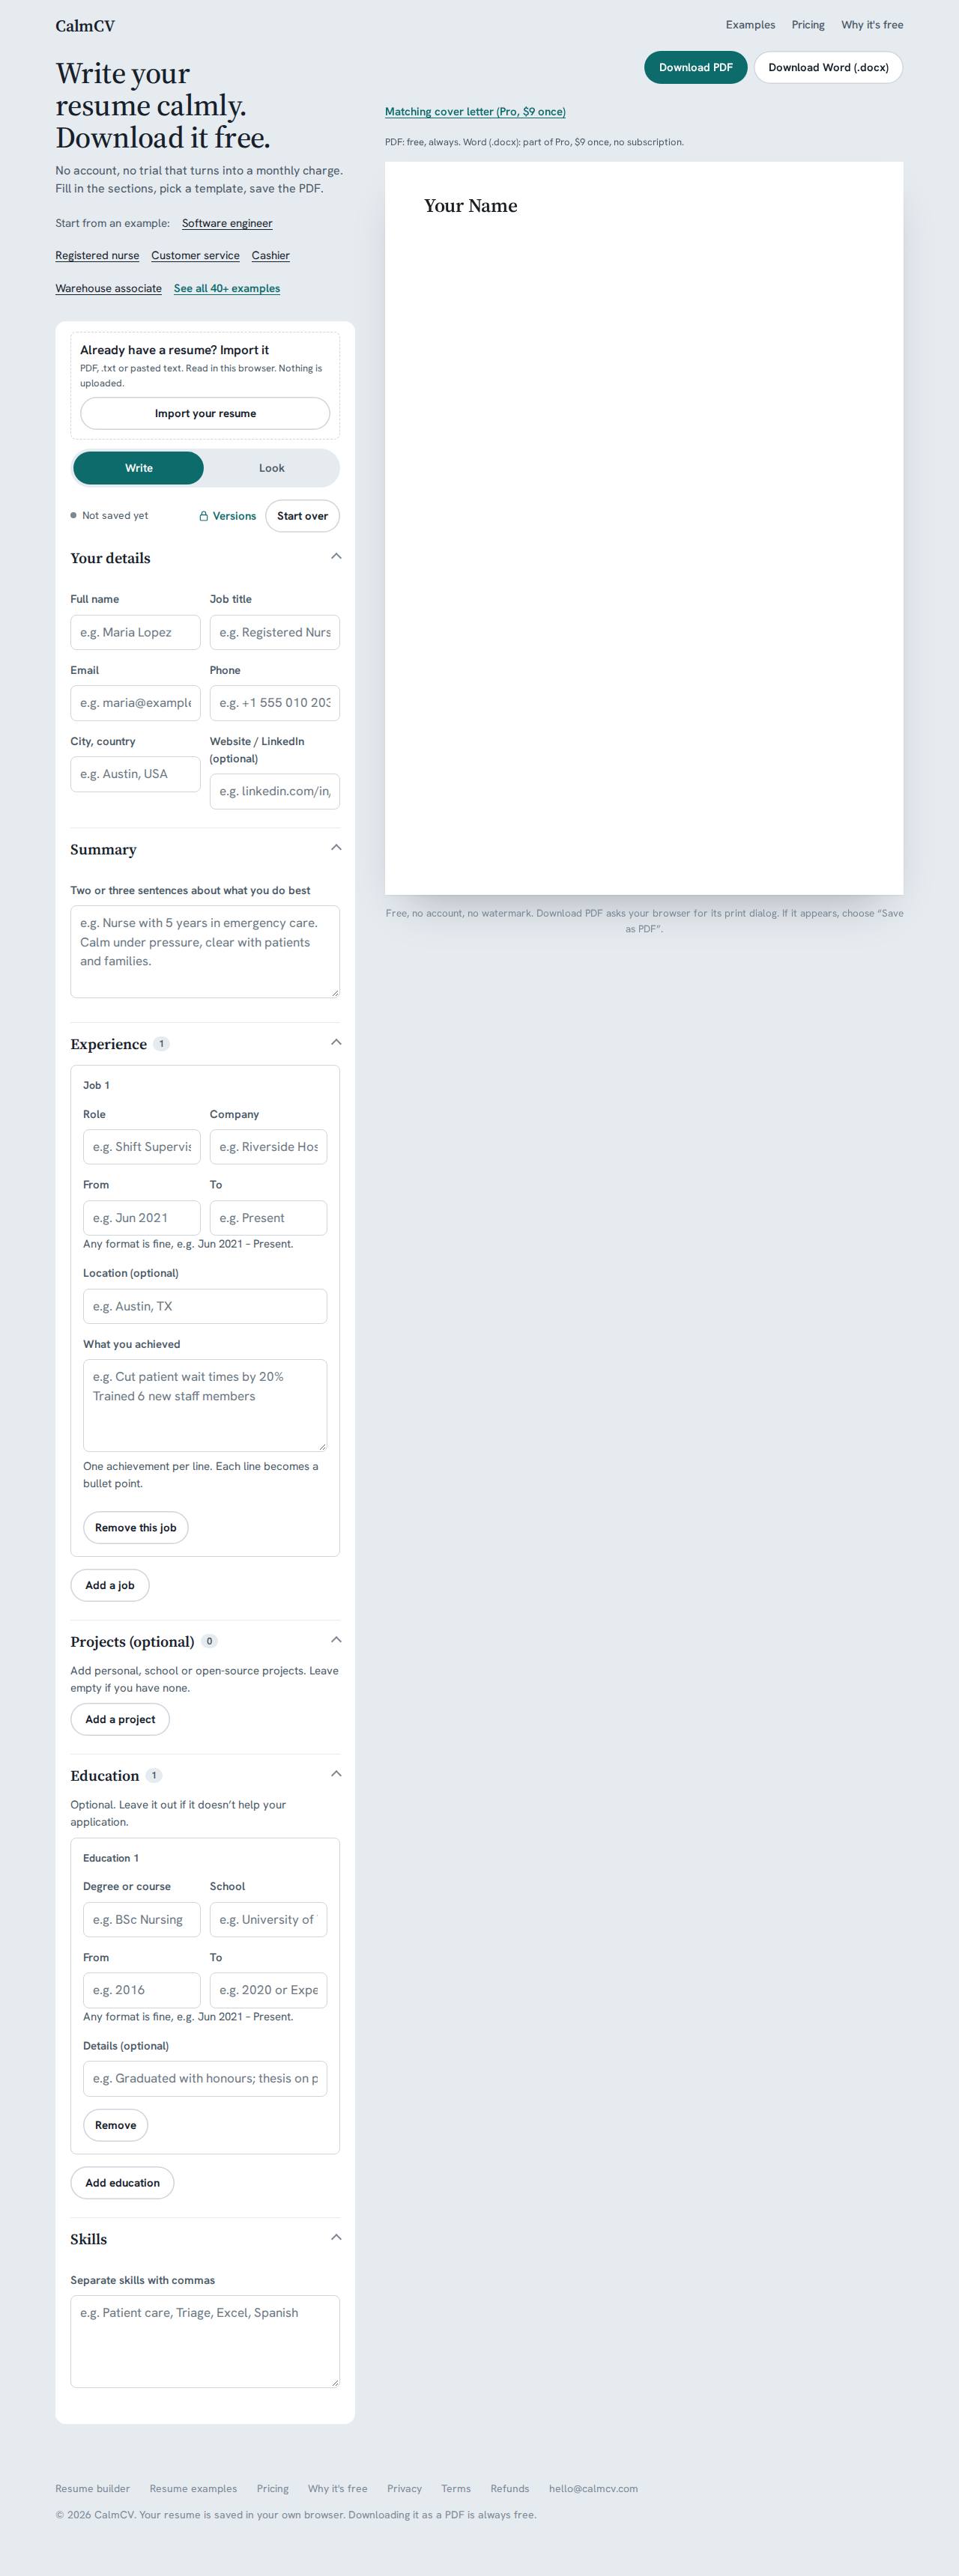 CalmCV
Examples
Pricing
Why it's free
Write your
resume calmly.
Download it free.
No account, no trial that turns into a monthly charge.
Fill in the sections, pick a template, save the PDF.
Start from an example: Software engineer
Registered nurse Customer service Cashier
Warehouse associate See all 40+ examples
Download PDF
Download Word (.docx)
Matching cover letter (Pro, $9 once)
PDF: free, always. Word (.docx): part of Pro, $9 once, no subscription.
Your Name
Free, no account, no watermark. Download PDF asks your browser for its print dialog. If it appears, choose “Save
as PDF”.
Already have a resume? Import it
PDF, .txt or pasted text. Read in this browser. Nothing is
uploaded.
Import your resume
Write
Look
Not saved yet
Versions
Start over
Your details
Full name
Job title
e.g. Maria Lopez
e.g. Registered Nurs
Email
Phone
e.g. maria@example
e.g. +1 555 010 203
City, country
Website / LinkedIn
(optional)
e.g. Austin, USA
e.g. linkedin.com/in/
Summary
Two or three sentences about what you do best
e.g. Nurse with 5 years in emergency care.
Calm under pressure, clear with patients
and families.
Experience 1
Job 1
Role
Company
e.g. Shift Supervis
e.g. Riverside Hos
From
To
e.g. Jun 2021
e.g. Present
Any format is fine, e.g. Jun 2021 – Present.
Location (optional)
e.g. Austin, TX
What you achieved
e.g. Cut patient wait times by 20%
Trained 6 new staff members
One achievement per line. Each line becomes a
bullet point.
Remove this job
Add a job
Projects (optional) 0
Add personal, school or open-source projects. Leave
empty if you have none.
Add a project
Education 1
Optional. Leave it out if it doesn’t help your
application.
Education 1
Degree or course
School
e.g. BSc Nursing
e.g. University of
From
To
e.g. 2016
e.g. 2020 or Expe
Any format is fine, e.g. Jun 2021 – Present.
Details (optional)
e.g. Graduated with honours; thesis on p
Remove
Add education
Skills
Separate skills with commas
e.g. Patient care, Triage, Excel, Spanish
Resume builder
Resume examples
Pricing
Why it's free
Privacy
Terms
Refunds
hello@calmcv.com
© 2026 CalmCV. Your resume is saved in your own browser. Downloading it as a PDF is always free.